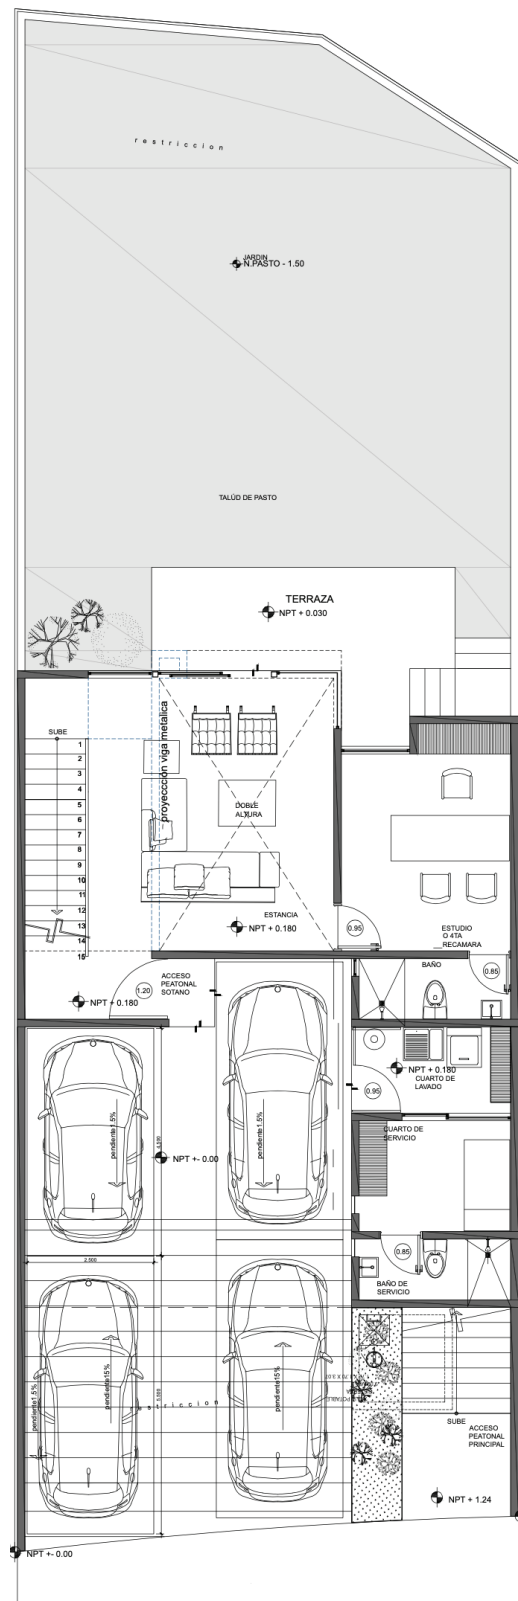 restriccion
JARDIN
N.PASTO - 1.50
TALÚD DE PASTO
TERRAZA
NPT + 0.030
proyeccción viga metalica
SUBE
1
2
3
4
5
6
7
8
9
10
11
12
13
14
15
DOBLE
ALTURA
ESTANCIA
NPT + 0.180
0.95
ESTUDIO
O 4TA
RECAMARA
BAÑO
0.85
ACCESO
PEATONAL
SOTANO
1.20
NPT + 0.180
NPT + 0.180
CUARTO DE
LAVADO
0.95
CUARTO DE
SERVICIO
pendiente1.5%
pendiente1.5%
NPT +- 0.00
2.500
0.85
BAÑO DE
SERVICIO
pendiente1.5%
pendiente15%
pendiente15%
estriccion
SUBE
ACCESO
PEATONAL
PRINCIPAL
NPT + 1.24
NPT +- 0.00